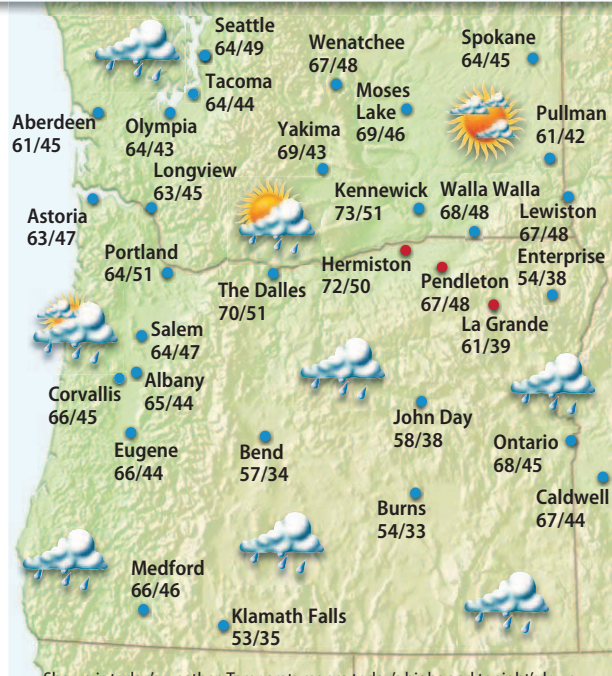 Seattle
64/49
Wenatchee
67/48
Spokane
64/45
Tacoma
64/44
Moses
Lake
69/46
Aberdeen
61/45
Olympia
64/43
Yakima
69/43
Pullman
61/42
Longview
63/45
Kennewick
73/51
Walla Walla
68/48
Lewiston
67/48
Astoria
63/47
Portland
64/51
The Dalles
70/51
Hermiston
72/50
Pendleton
67/48
Enterprise
54/38
La Grande
61/39
Salem
64/47
Albany
65/44
Corvallis
66/45
Eugene
66/44
Bend
57/34
John Day
58/38
Ontario
68/45
Caldwell
67/44
Burns
54/33
Medford
66/46
Klamath Falls
53/35